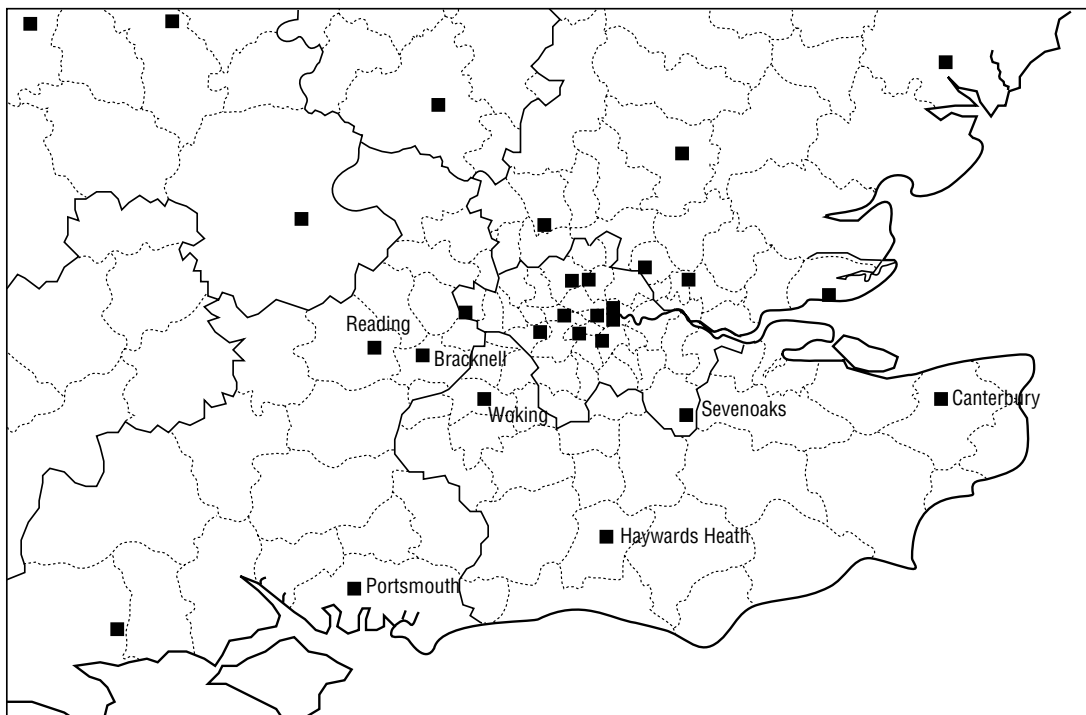 Reading
Bracknell
Woking
Sevenoaks
Canterbury
Haywards Heath
Portsmouth